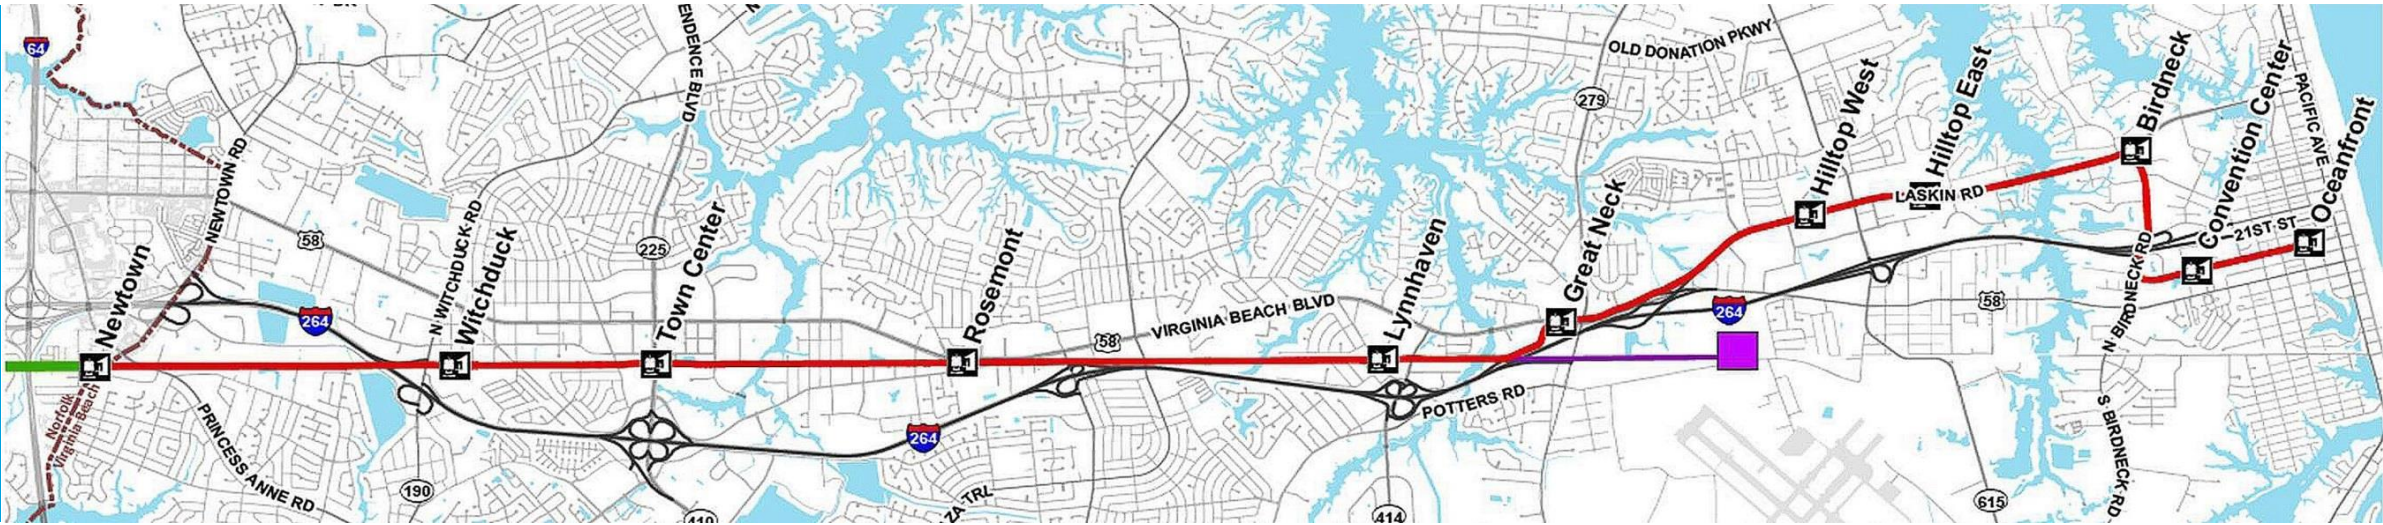 64
ENDENCE BLVD
OLD DONATION PKWY
279
Hilltop West
Hilltop East
Birdneck
Convention Center
PACIFIC AVE
Oceanfront
NEWTOWN RD
58
N WITCHDUCK RD
225
LASKIN RD
21ST ST
Newtown
Witchduck
Town Center
Rosemont
Lynnhaven
Great Neck
264
58
VIRGINIA BEACH BLVD
264
58
N BIRDNECK RD
Norfolk
Virginia Beach
PRINCESS ANNE RD
190
264
POTTERS RD
S BIRDNECK RD
ZA TRL
410
414
615